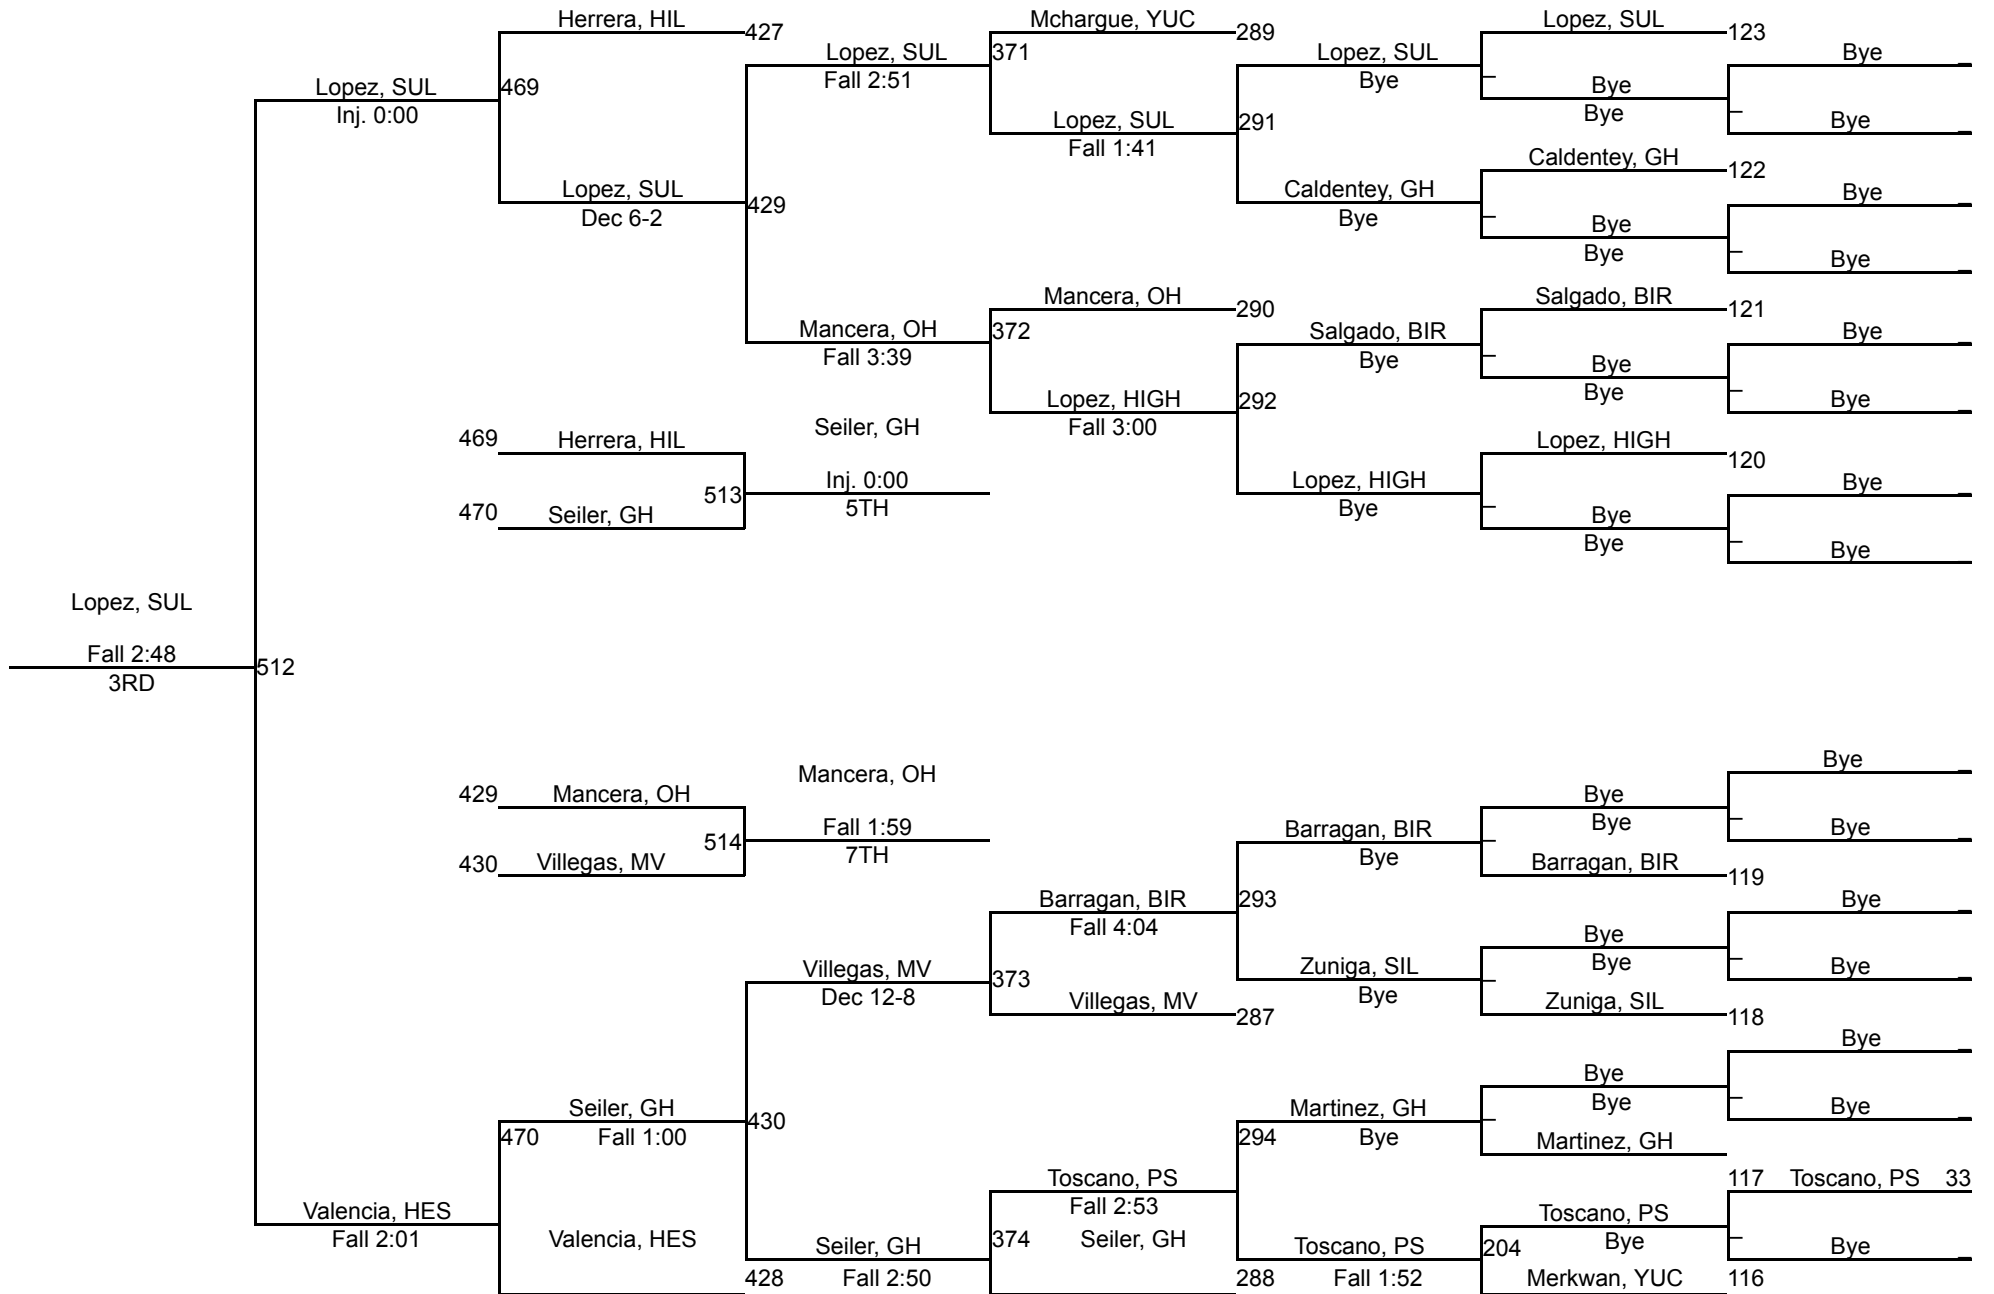 Herrera, HIL
427
Mchargue, YUC
289
Lopez, SUL
123
Lopez, SUL
Fall 2:51
371
Lopez, SUL
Bye
Bye
Lopez, SUL
Inj. 0:00
469
Bye
Bye
Bye
Lopez, SUL
Fall 1:41
291
Caldentey, GH
122
Lopez, SUL
Dec 6-2
429
Caldentey, GH
Bye
Bye
Bye
Bye
Bye
Mancera, OH
290
Salgado, BIR
121
Mancera, OH
Fall 3:39
372
Salgado, BIR
Bye
Bye
Bye
Bye
Bye
Lopez, HIGH
Fall 3:00
292
469
Herrera, HIL
Seiler, GH
Lopez, HIGH
120
513
Inj. 0:00
5TH
Lopez, HIGH
Bye
Bye
470
Seiler, GH
Bye
Bye
Bye
Lopez, SUL
Fall 2:48
3RD
512
Mancera, OH
Bye
429
Mancera, OH
Bye
Bye
514
Fall 1:59
7TH
Barragan, BIR
Bye
Bye
430
Villegas, MV
Barragan, BIR
119
Barragan, BIR
Fall 4:04
293
Bye
Bye
Bye
Villegas, MV
Dec 12-8
373
Zuniga, SIL
Bye
Bye
Villegas, MV
287
Zuniga, SIL
118
Bye
Bye
Bye
Seiler, GH
Fall 1:00
470
430
Martinez, GH
Bye
294
Bye
Martinez, GH
Toscano, PS
Fall 2:53
117
Toscano, PS
33
Valencia, HES
Fall 2:01
Toscano, PS
Bye
Valencia, HES
Seiler, GH
Fall 2:50
374
Seiler, GH
Toscano, PS
Fall 1:52
204
Bye
428
288
Merkwan, YUC
116